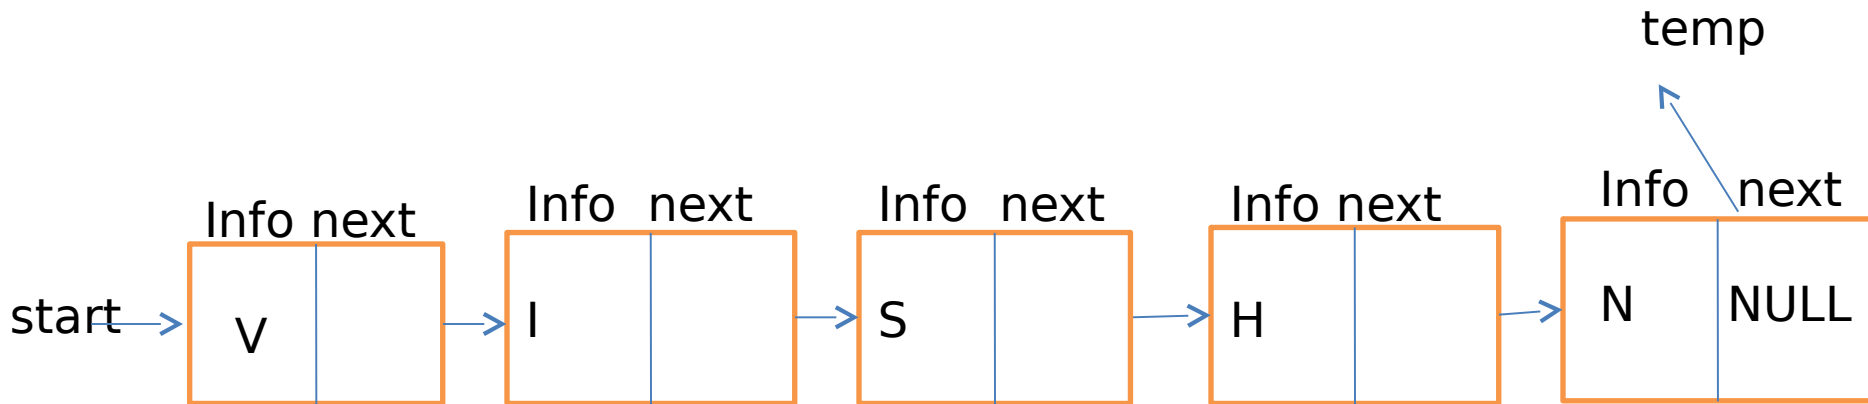 temp
Info next
Info next
Info next
Info next
Info next
start
V
I
S
H
N
NULL